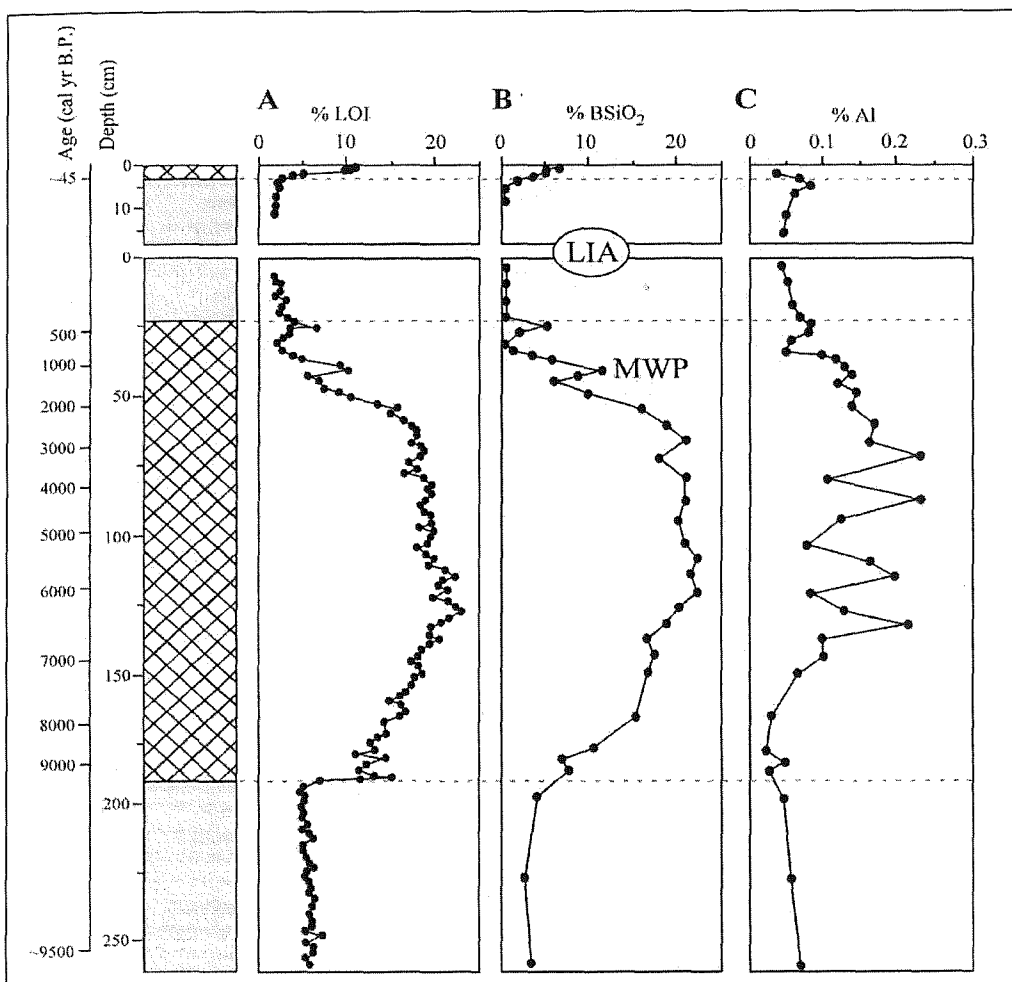 Age (cal yr B.P.)
Depth (cm)
A
% LOI
0 10 20
B
% BSiO₂
0 10 20
C
% Al
0 0.1 0.2 0.3
~45
0
10
LIA
0
500
1000
MWP
50
2000
3000
4000
5000
100
6000
7000
150
8000
9000
200
~9500
250